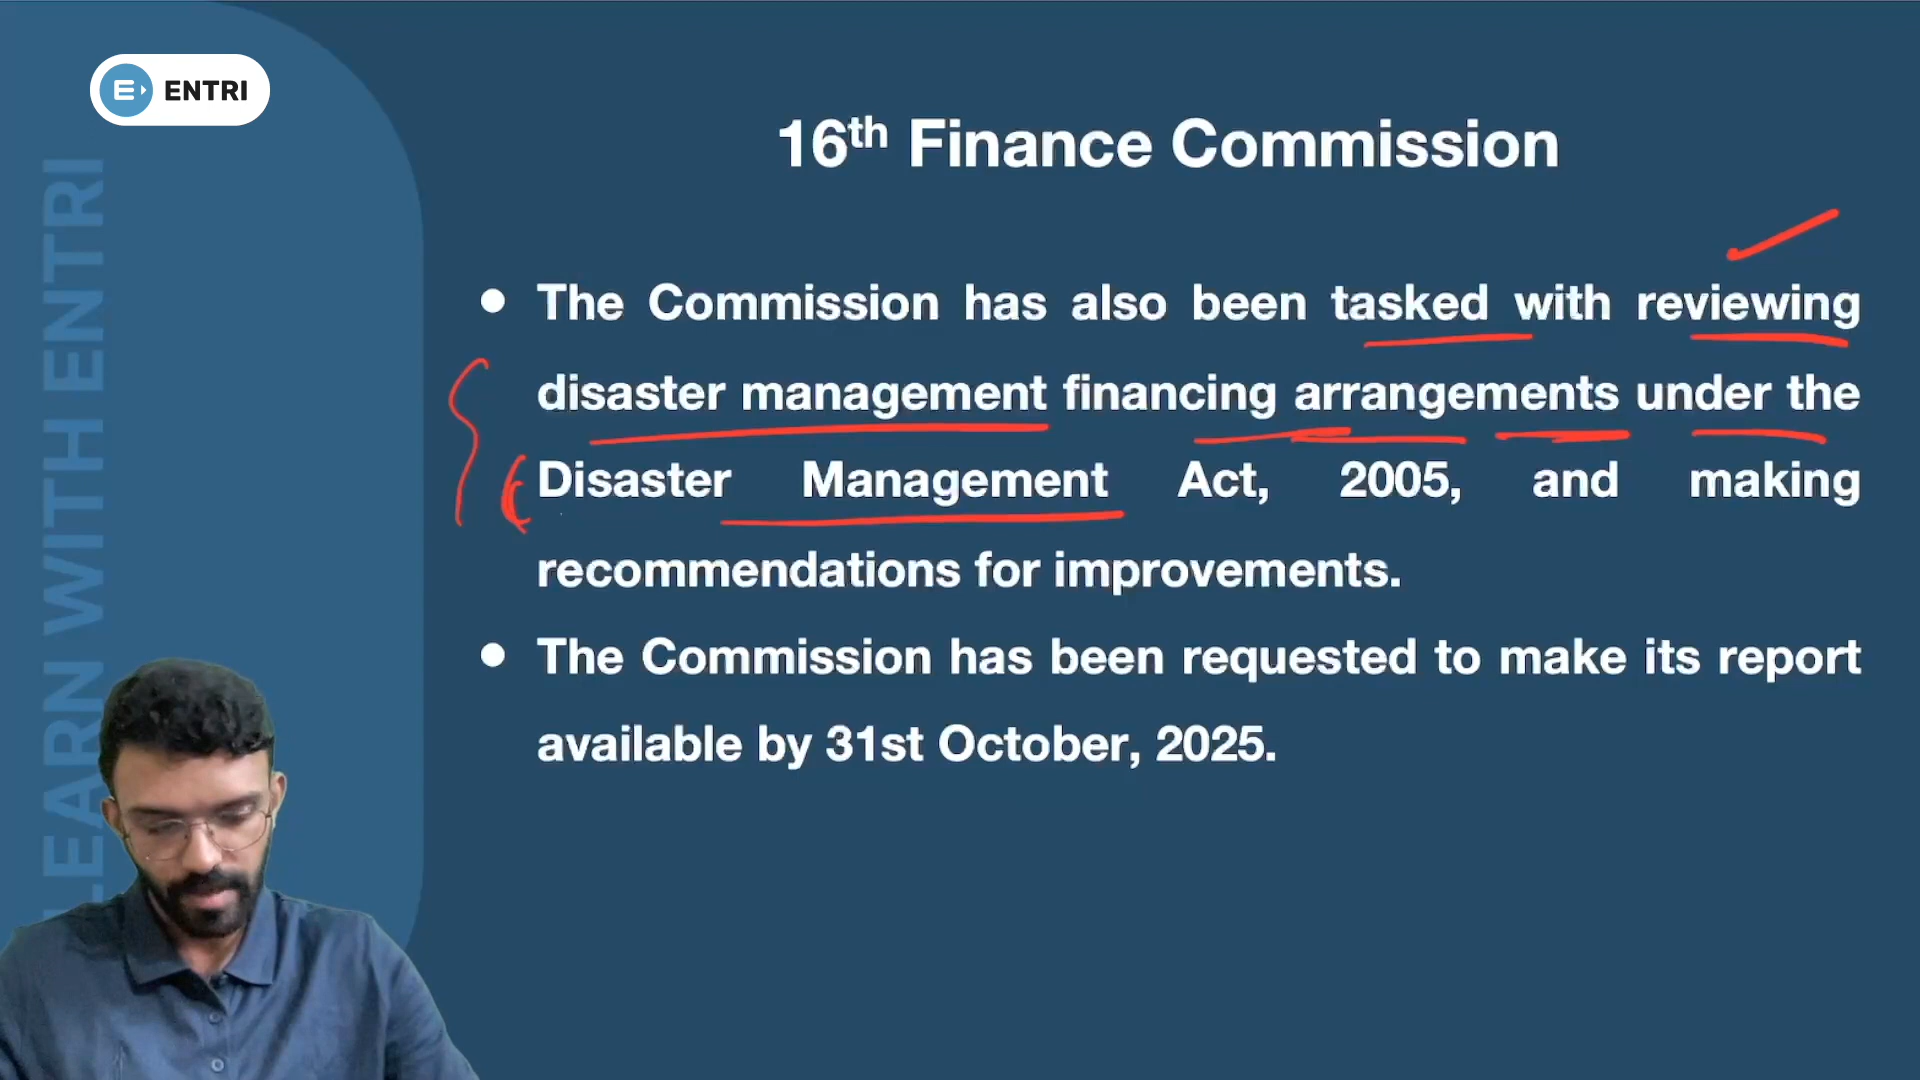 ENTRI
LEARN WITH ENTRI
16th Finance Commission
● The Commission has also been tasked with reviewing
disaster management financing arrangements under the
Disaster Management Act, 2005, and making
recommendations for improvements.
● The Commission has been requested to make its report
available by 31st October, 2025.